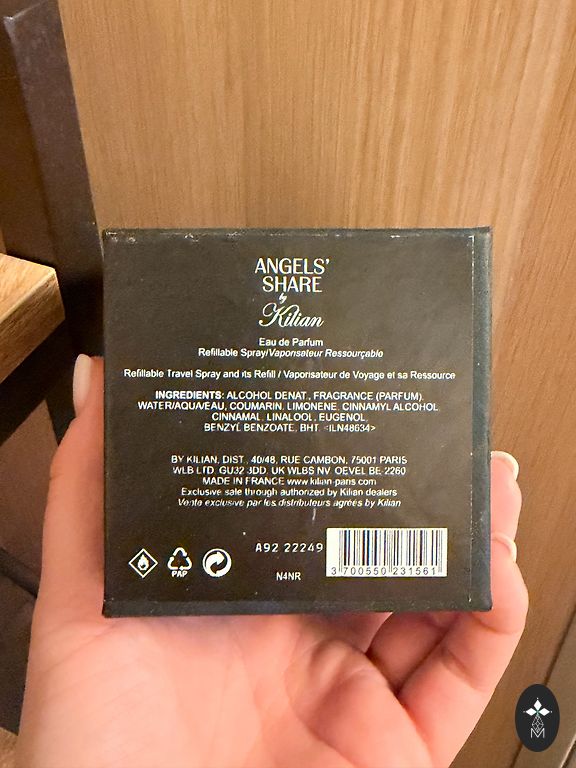 ANGELS'
SHARE
by
Kilian
Eau de Parfum
Refillable Spray/Vaporisateur Ressourçable
Refillable Travel Spray and its Refill / Vaporisateur de Voyage et sa Ressource
INGREDIENTS: ALCOHOL DENAT., FRAGRANCE (PARFUM),
WATER/AQUA/EAU, COUMARIN, LIMONENE, CINNAMYL ALCOHOL,
CINNAMAL, LINALOOL, EUGENOL,
BENZYL BENZOATE, BHT <ILN48634>
BY KILIAN, DIST., 40/48, RUE CAMBON, 75001 PARIS
WLB LTD. GU32 3DD, UK WLBS NV. OEVEL BE-2260
MADE IN FRANCE www.kilian-paris.com
Exclusive sale through authorized by Kilian dealers
Vente exclusive par les distributeurs agréés by Kilian
A92 22249
PAP
N4NR
3 700550 231561
M